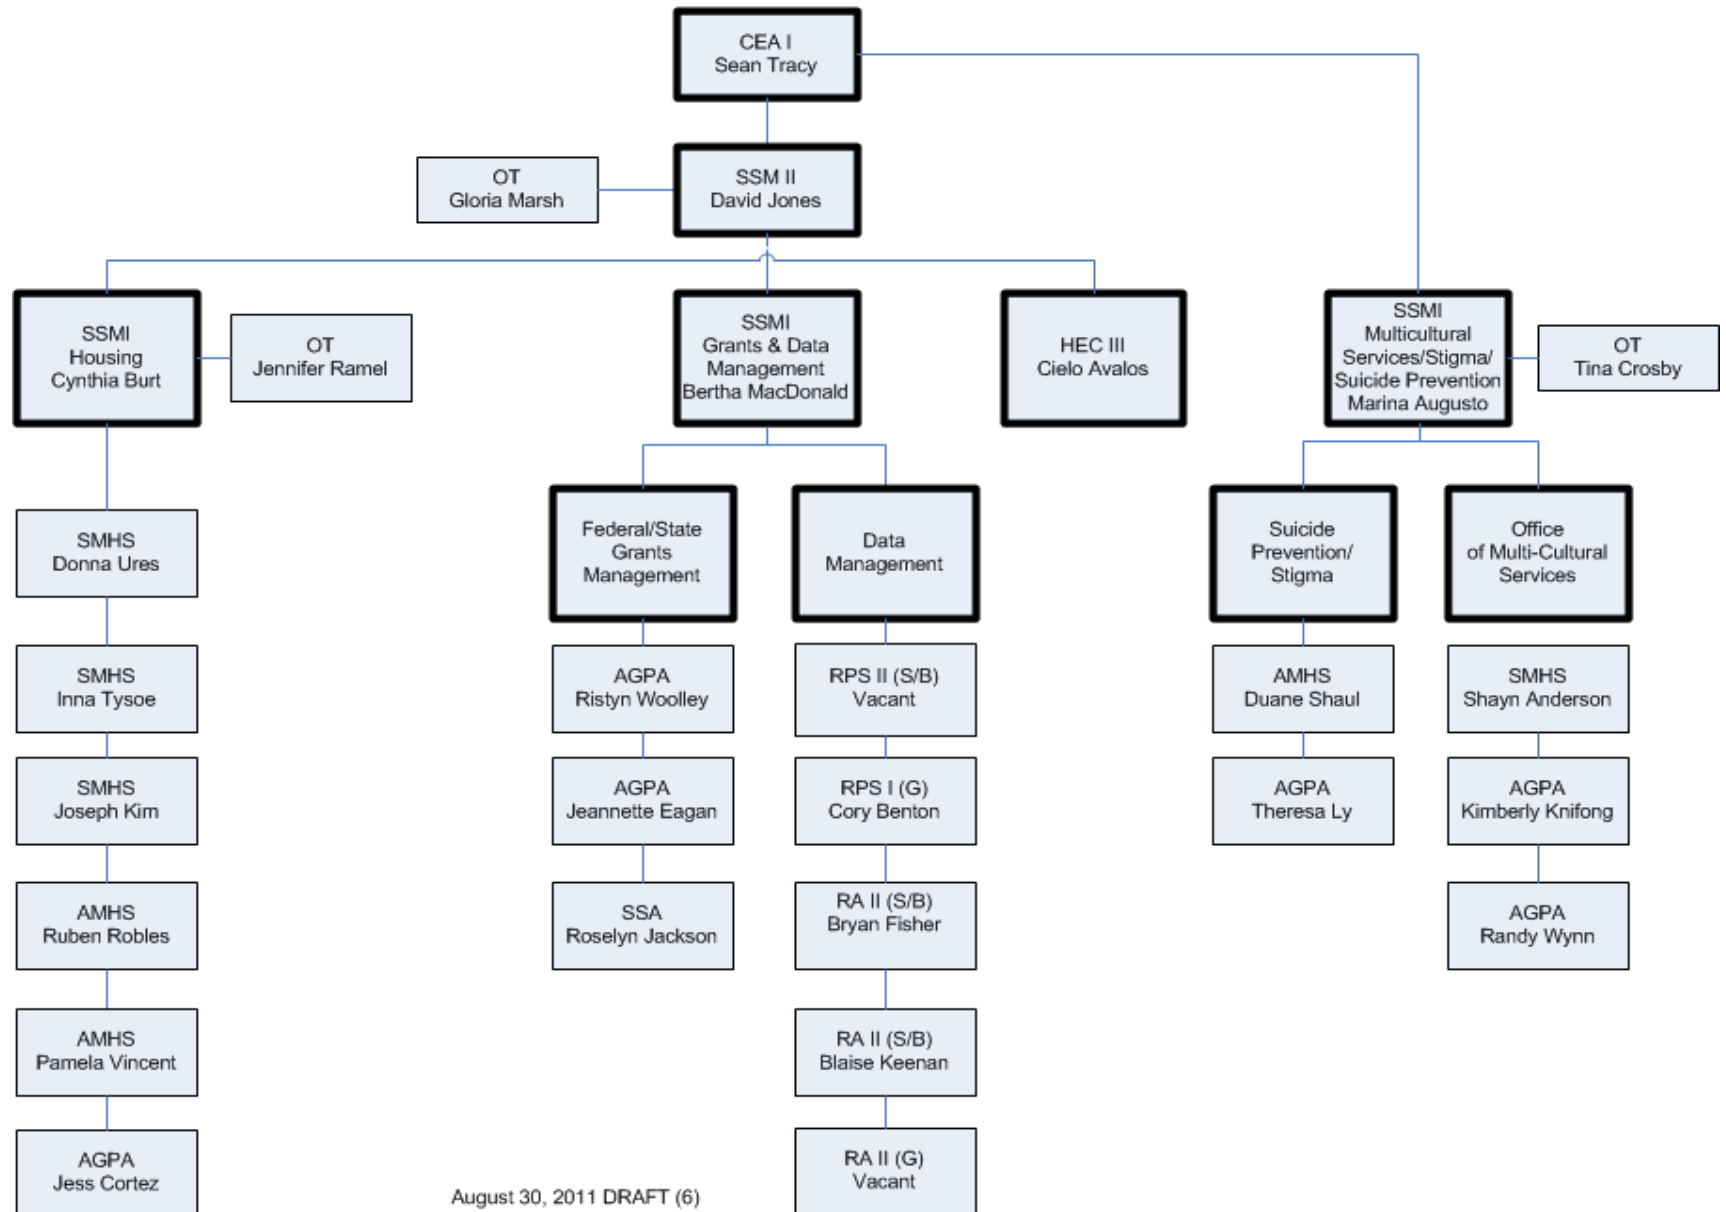 CEA I
Sean Tracy
OT
Gloria Marsh
SSM II
David Jones
SSMI
Housing
Cynthia Burt
OT
Jennifer Ramel
SSMI
Grants & Data
Management
Bertha MacDonald
HEC III
Cielo Avalos
SSMI
Multicultural
Services/Stigma/
Suicide Prevention
Marina Augusto
OT
Tina Crosby
SMHS
Donna Ures
SMHS
Inna Tysoe
SMHS
Joseph Kim
AMHS
Ruben Robles
AMHS
Pamela Vincent
AGPA
Jess Cortez
Federal/State
Grants
Management
AGPA
Ristyn Woolley
AGPA
Jeannette Eagan
SSA
Roselyn Jackson
Data
Management
RPS II (S/B)
Vacant
RPS I (G)
Cory Benton
RA II (S/B)
Bryan Fisher
RA II (S/B)
Blaise Keenan
RA II (G)
Vacant
Suicide
Prevention/
Stigma
AMHS
Duane Shaul
AGPA
Theresa Ly
Office
of Multi-Cultural
Services
SMHS
Shayn Anderson
AGPA
Kimberly Knifong
AGPA
Randy Wynn
August 30, 2011 DRAFT (6)